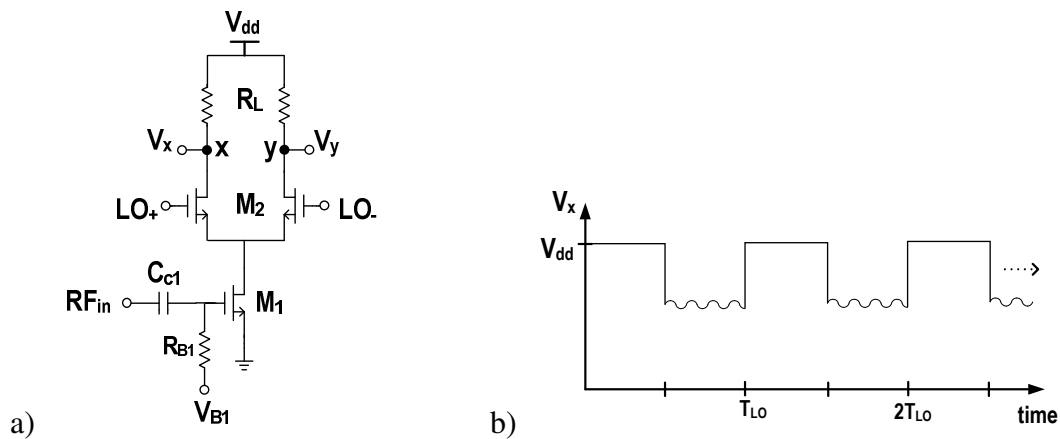 Vdd
RL
Vx x y Vy
LO+ M2 LO-
Cc1
RFin M1
RB1
VB1
a)
Vx
Vdd
TLO 2TLO time
b)